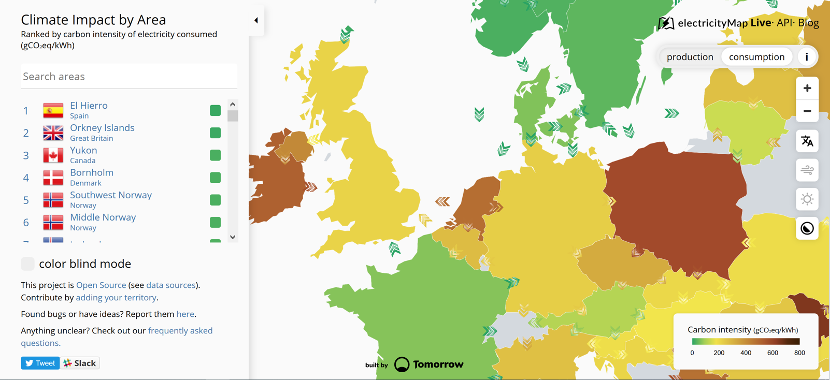 Climate Impact by Area
Ranked by carbon intensity of electricity consumed
(gCO₂eq/kWh)
Search areas
1 El Hierro
Spain
2 Orkney Islands
Great Britain
3 Yukon
Canada
4 Bornholm
Denmark
5 Southwest Norway
Norway
6 Middle Norway
Norway
color blind mode
This project is Open Source (see data sources).
Contribute by adding your territory.
Found bugs or have ideas? Report them here.
Anything unclear? Check out our frequently asked
questions.
Tweet Slack
electricityMap Live· API· Blog
production consumption i
+
−
Carbon intensity (gCO₂eq/kWh)
0 200 400 600 800
built by Tomorrow